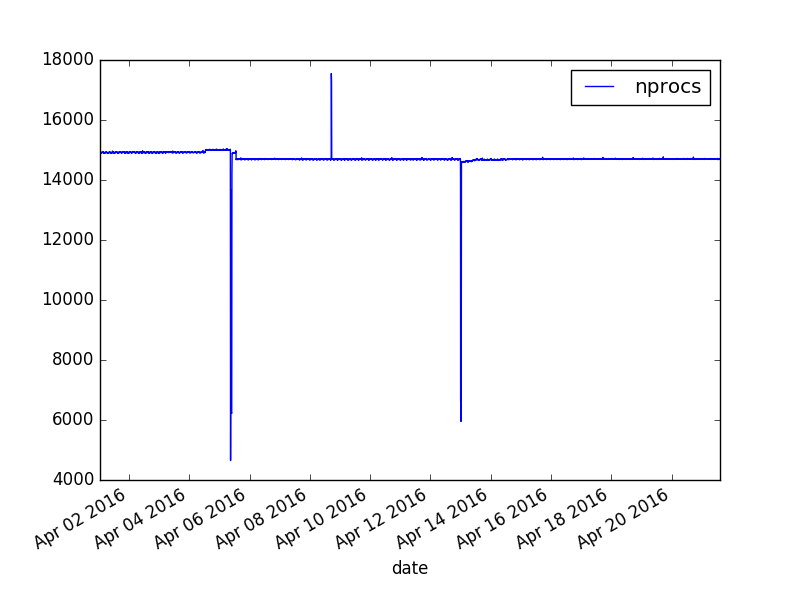 18000
16000
14000
12000
10000
8000
6000
4000
nprocs
Apr 02 2016
Apr 04 2016
Apr 06 2016
Apr 08 2016
Apr 10 2016
Apr 12 2016
Apr 14 2016
Apr 16 2016
Apr 18 2016
Apr 20 2016
date